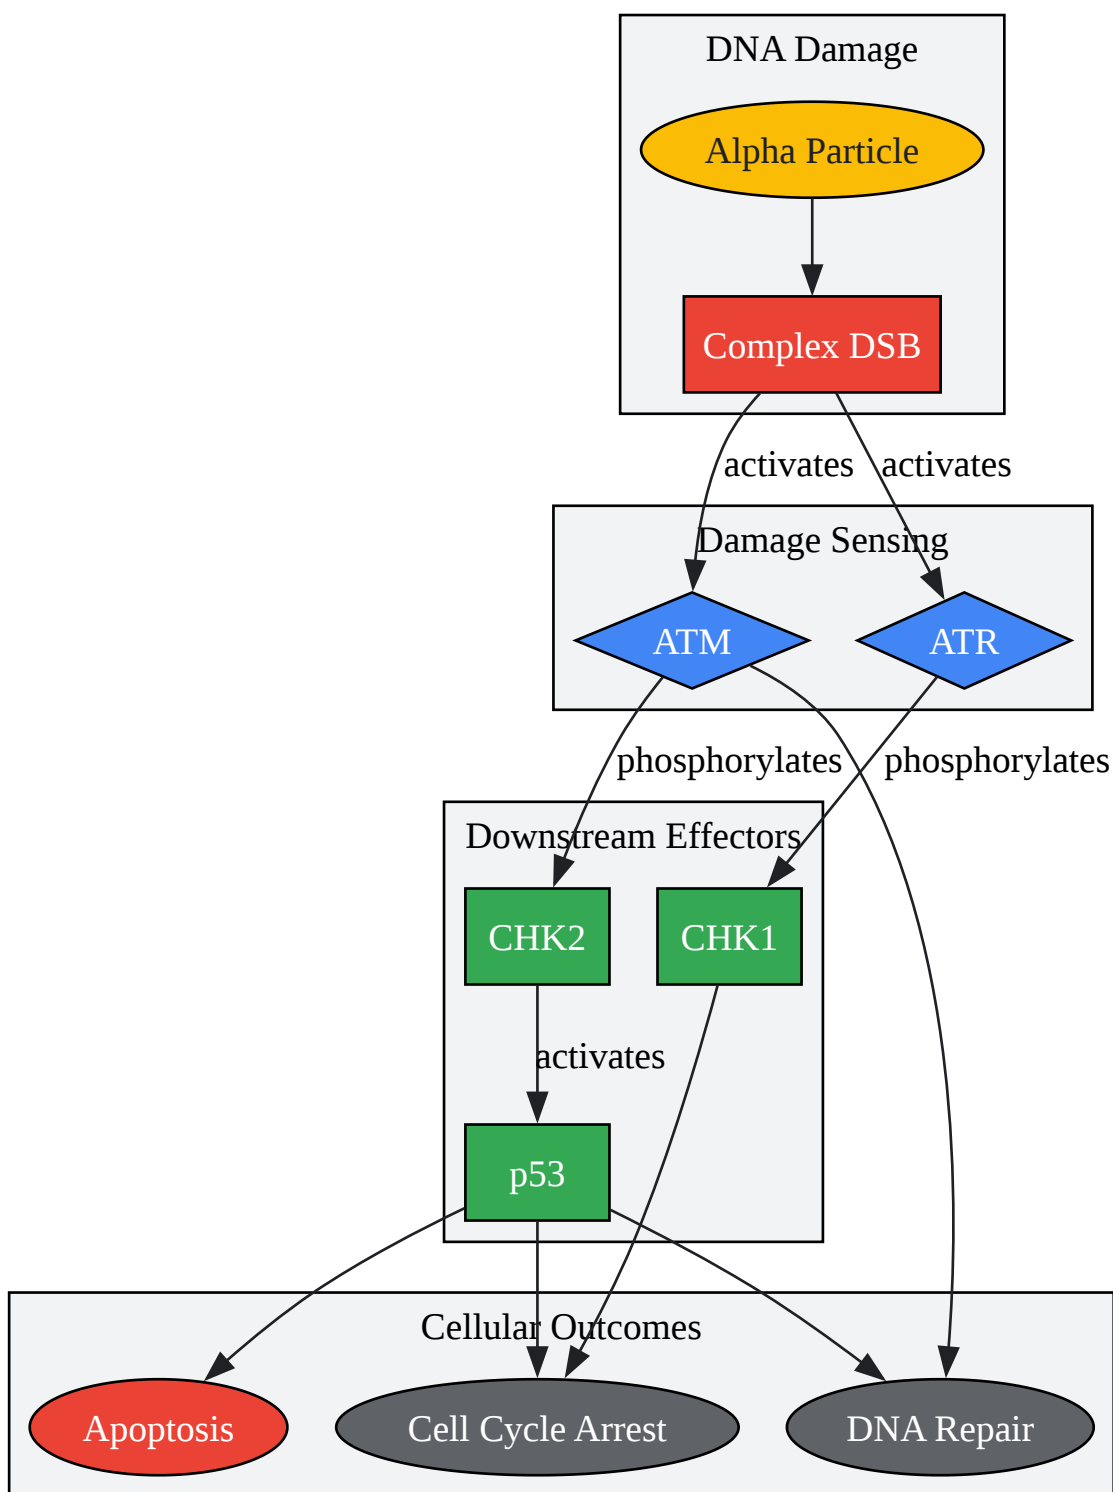 DNA Damage
Alpha Particle
Complex DSB
activates
activates
Damage Sensing
ATM
ATR
phosphorylates
phosphorylates
Downstream Effectors
CHK2
CHK1
activates
p53
Cellular Outcomes
Apoptosis
Cell Cycle Arrest
DNA Repair